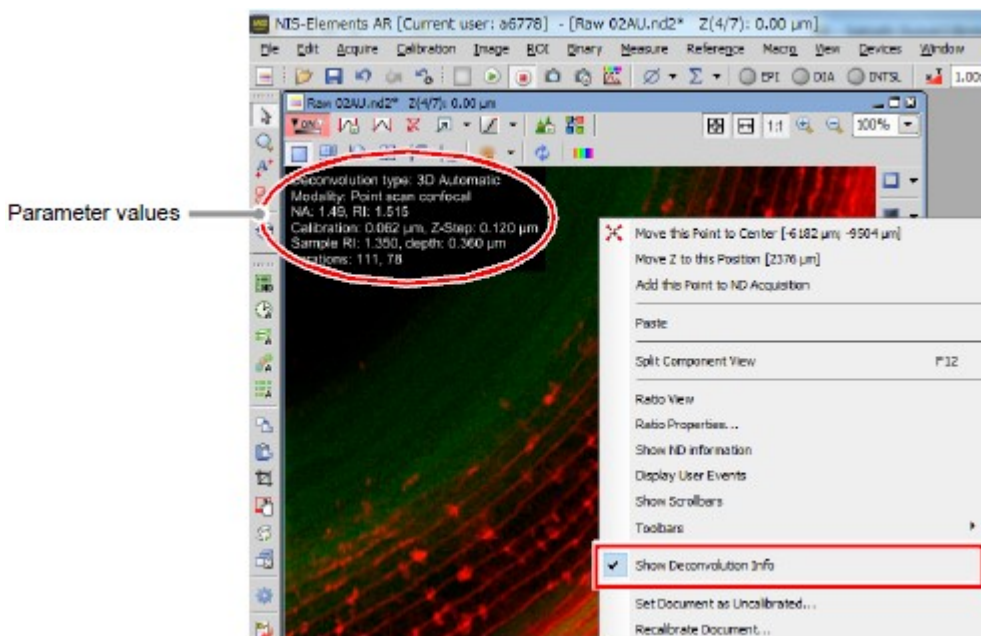 NIS-Elements AR [Current user: a6778] - [Raw 02AU.nd2* Z(4/7): 0.00 µm]
File Edit Acquire Calibration Image ROI Binary Measure Reference Macro View Devices Window
EPI DIA INTSL 1.00
Raw 02AU.nd2* Z(4/7): 0.00 µm
1:1 100%
Deconvolution type: 3D Automatic
Modality: Point scan confocal
NA: 1.49, RI: 1.515
Parameter values
Calibration: 0.062 µm, Z-Step: 0.120 µm
Sample RI: 1.350, depth: 0.360 µm
Iterations: 111, 78
Move this Point to Center [-6182 µm; -9504 µm]
Move Z to this Position [2376 µm]
Add this Point to ND Acquisition
Paste
Split Component View F12
Ratio View
Ratio Properties...
Show ND information
Display User Events
Show Scrollbars
Toolbars
Show Deconvolution Info
Set Document as Uncalibrated...
Recalibrate Document...